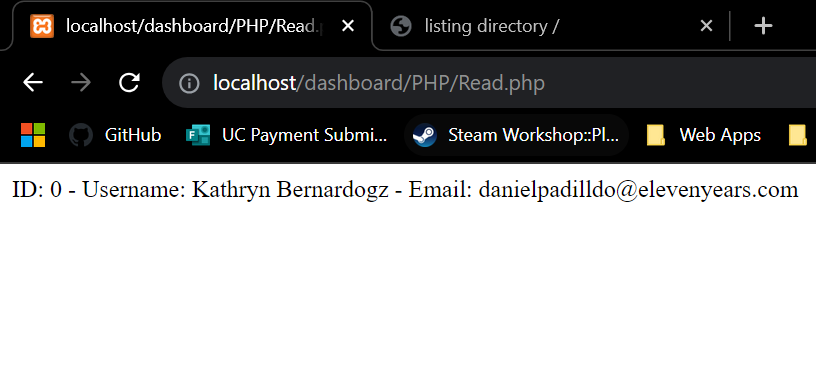 localhost/dashboard/PHP/Read.p
listing directory /
localhost/dashboard/PHP/Read.php
GitHub
UC Payment Submi...
Steam Workshop::Pl...
Web Apps
ID: 0 - Username: Kathryn Bernardogz - Email: danielpadilldo@elevenyears.com